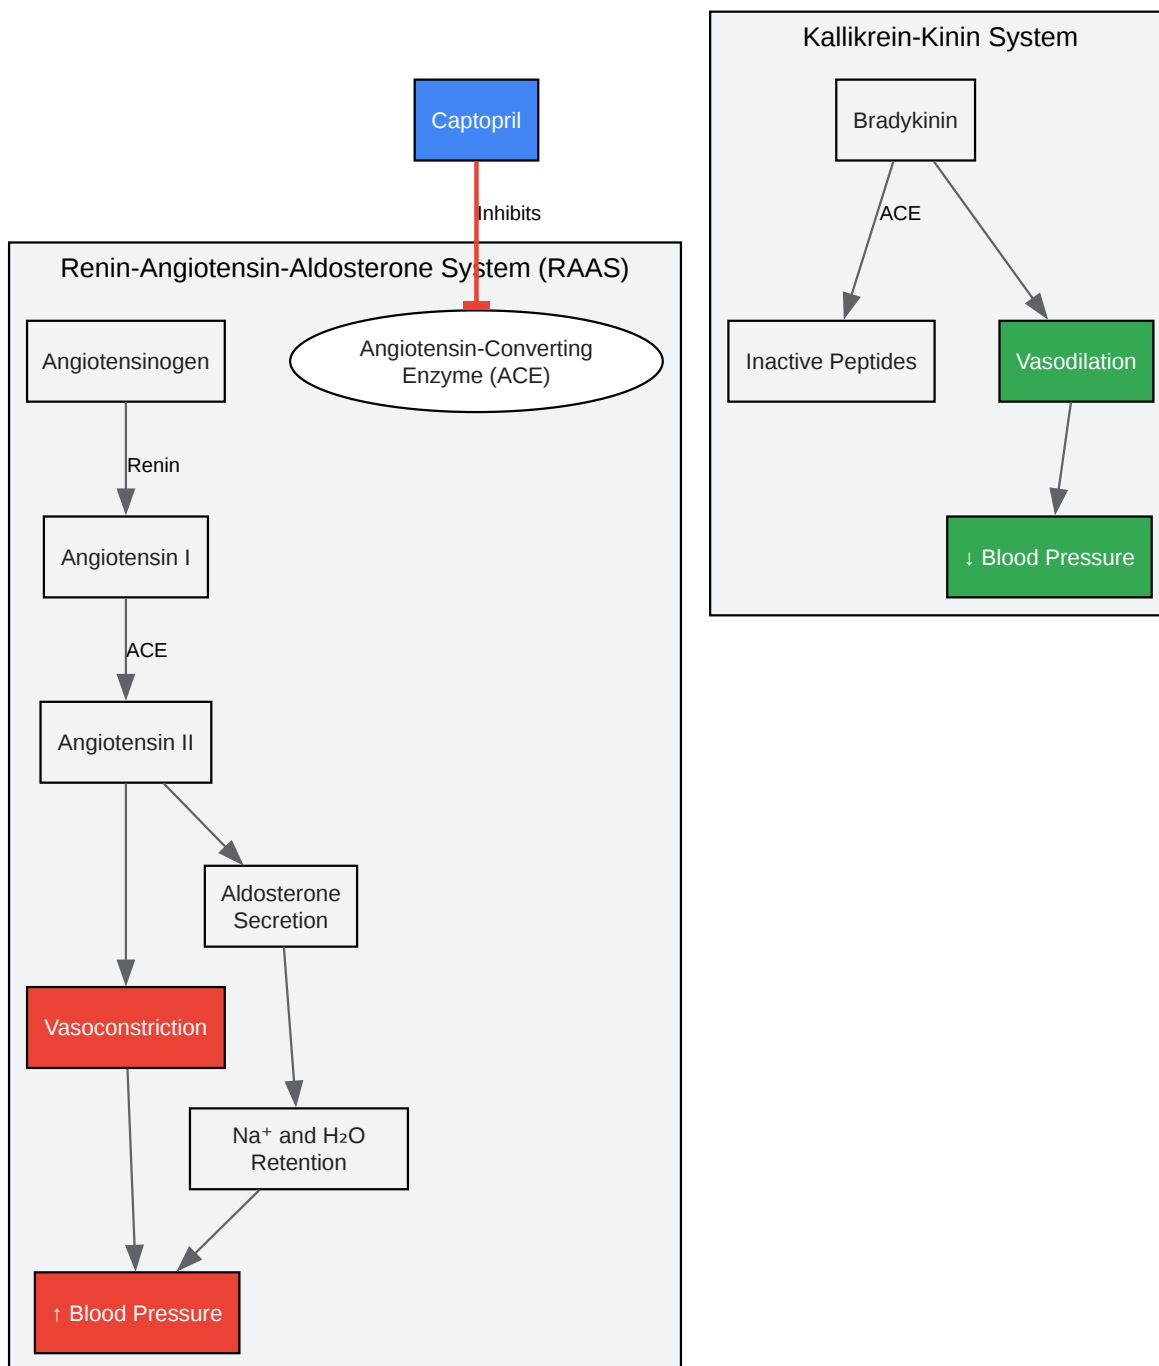 Kallikrein-Kinin System
Captopril
Bradykinin
Inhibits
ACE
Renin-Angiotensin-Aldosterone System (RAAS)
Angiotensinogen
Angiotensin-Converting
Enzyme (ACE)
Inactive Peptides
Vasodilation
Renin
Angiotensin I
↓ Blood Pressure
ACE
Angiotensin II
Aldosterone
Secretion
Vasoconstriction
Na⁺ and H₂O
Retention
↑ Blood Pressure